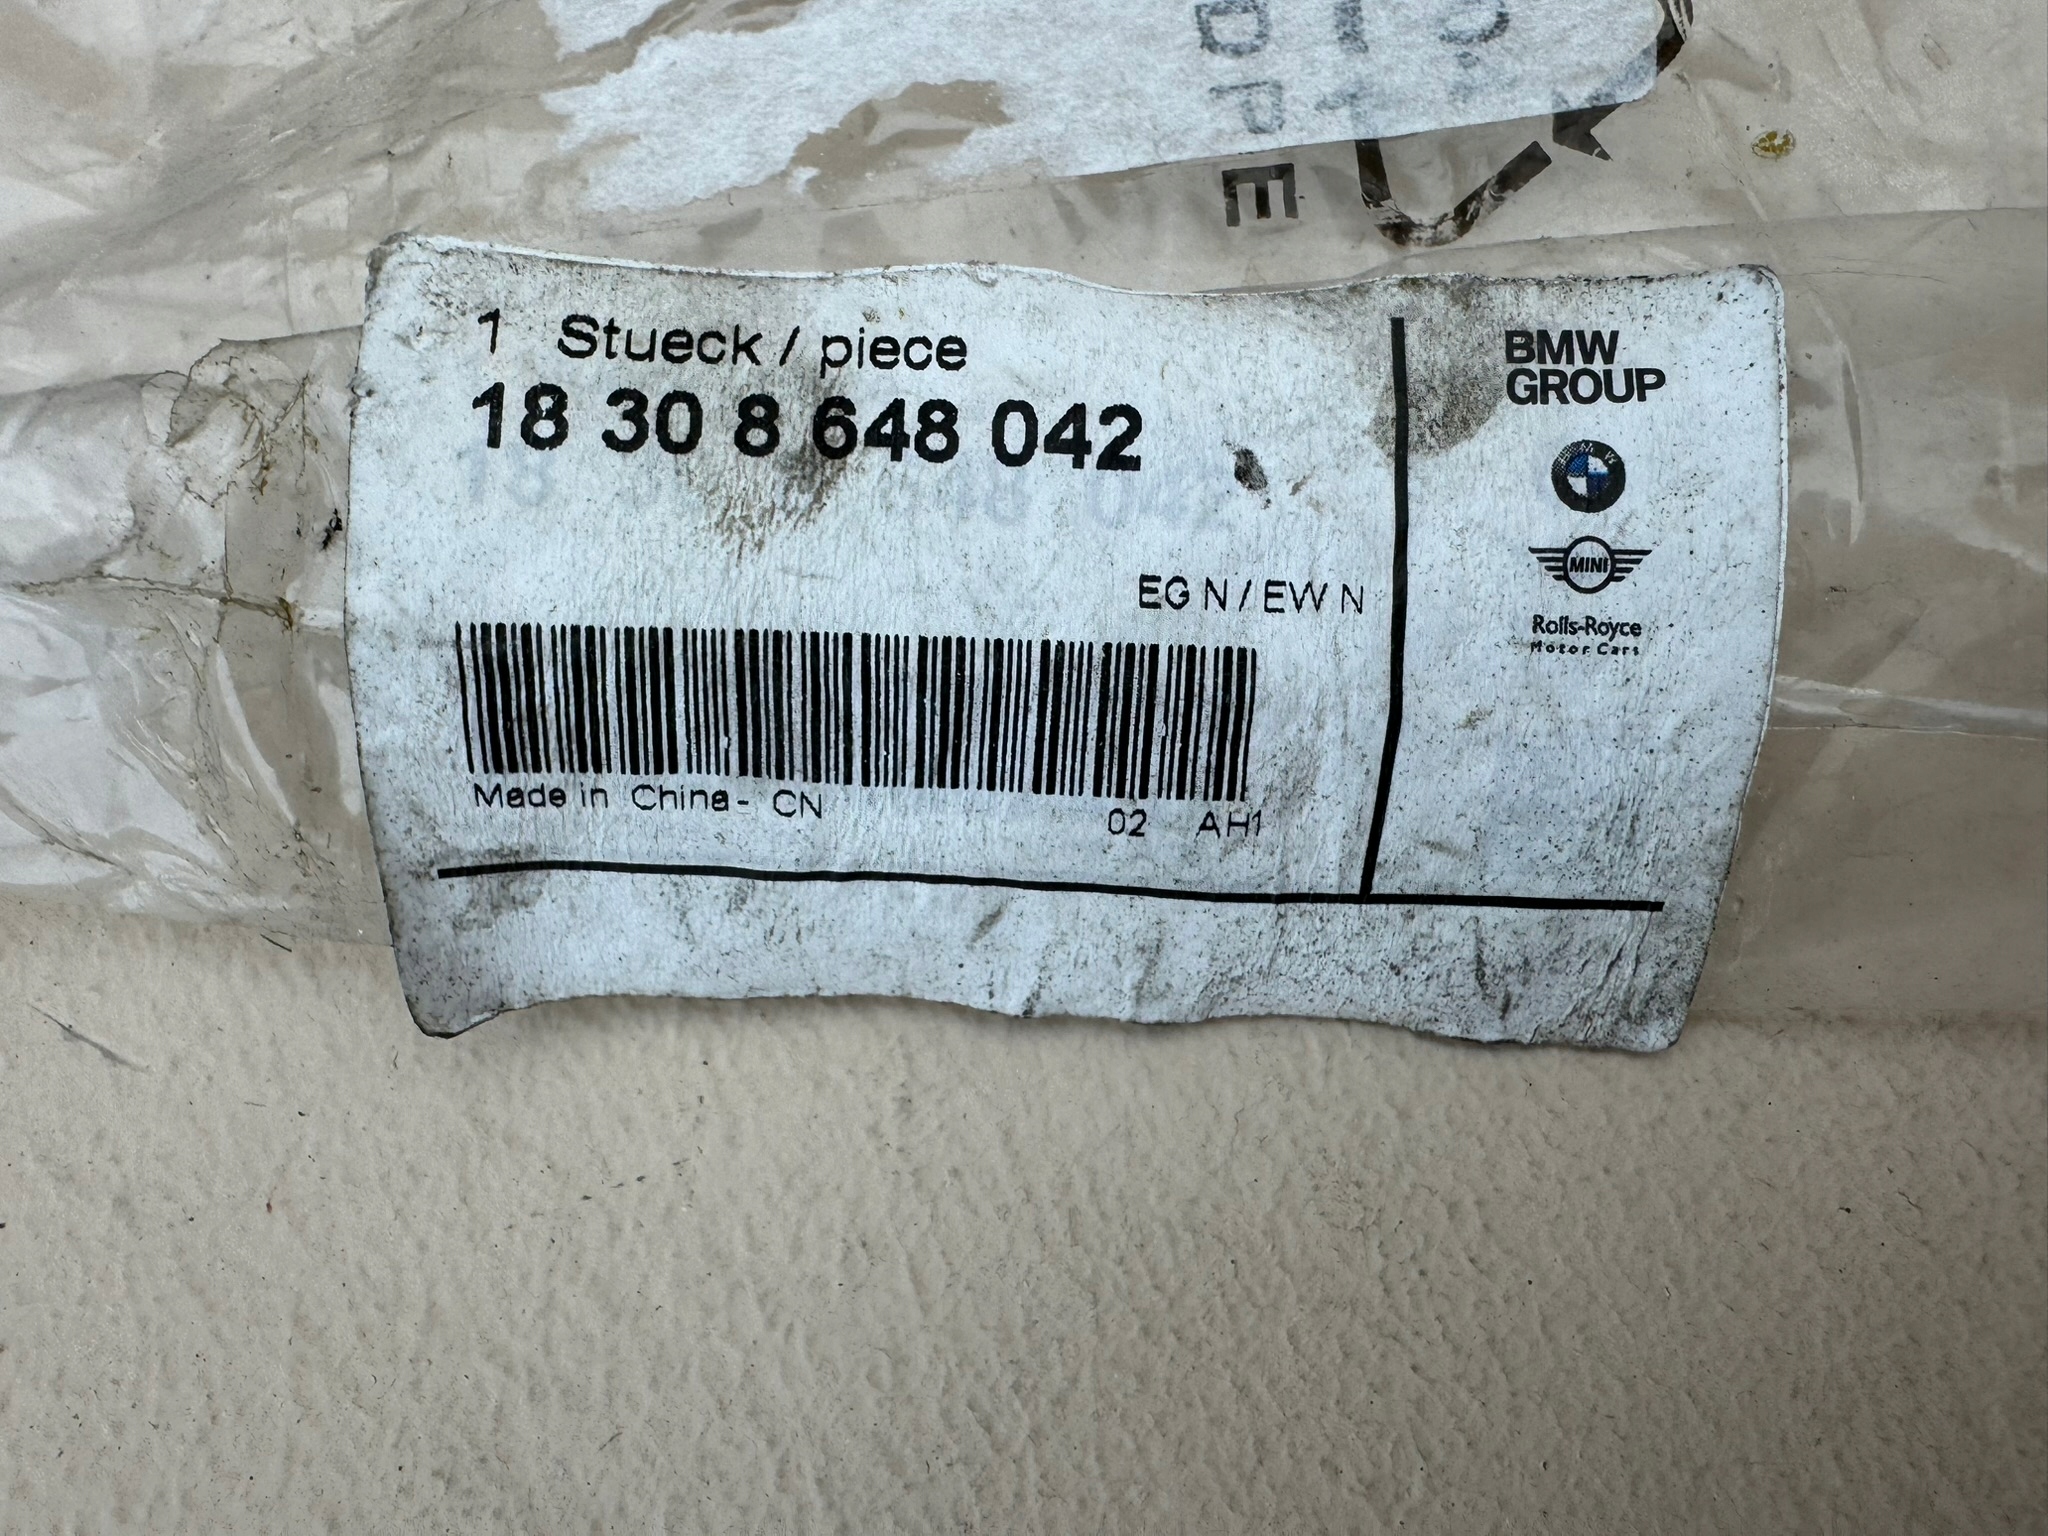 1 Stueck / piece
18 30 8 648 042
EG N / EW N
Made in China - CN
02 AH1
BMW
GROUP
MINI
Rolls-Royce
Motor Cars